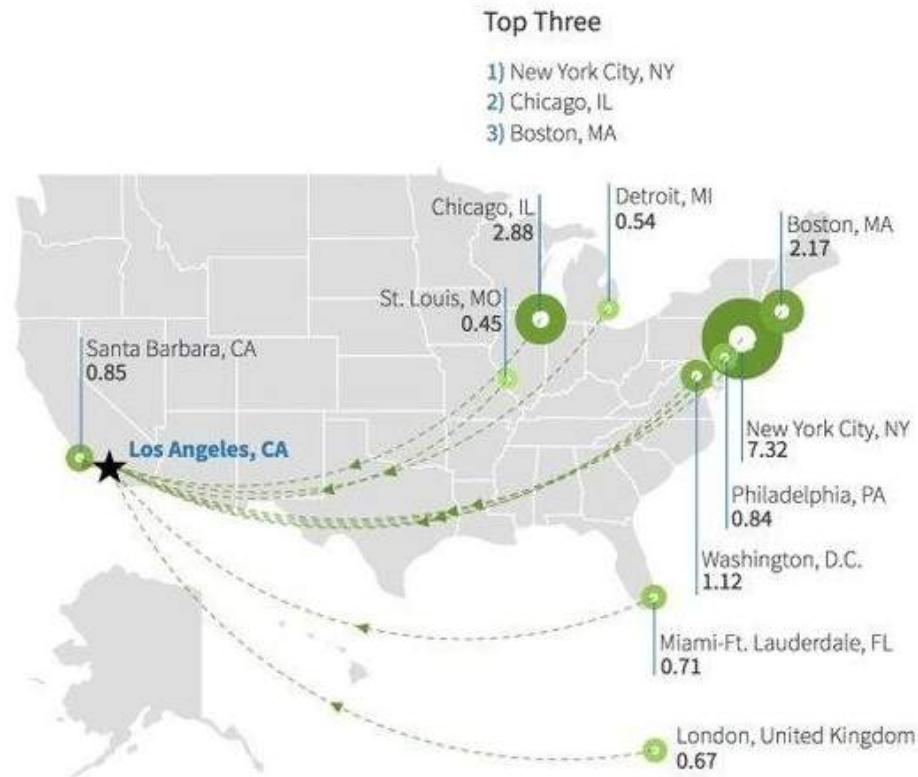 Top Three
1) New York City, NY
2) Chicago, IL
3) Boston, MA
Chicago, IL
2.88
Detroit, MI
0.54
Boston, MA
2.17
St. Louis, MO
0.45
Santa Barbara, CA
0.85
Los Angeles, CA
New York City, NY
7.32
Philadelphia, PA
0.84
Washington, D.C.
1.12
Miami-Ft. Lauderdale, FL
0.71
London, United Kingdom
0.67